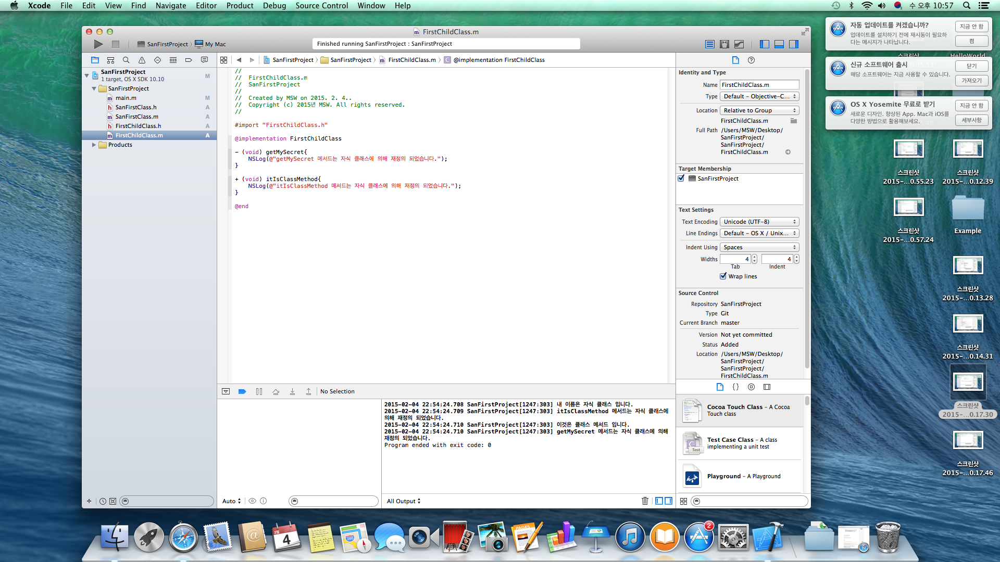 Xcode File Edit View Find Navigate Editor Product Debug Source Control Window Help
수 오후 10:57
FirstChildClass.m
SanFirstProject My Mac
Finished running SanFirstProject : SanFirstProject
SanFirstProject SanFirstProject FirstChildClass.m @implementation FirstChildClass
SanFirstProject
1 target, OS X SDK 10.10 M
SanFirstProject
main.m M
SanFirstClass.h A
SanFirstClass.m A
FirstChildClass.h A
FirstChildClass.m A
Products
//
// FirstChildClass.m
// SanFirstProject
//
// Created by MSW on 2015. 2. 4..
// Copyright (c) 2015년 MSW. All rights reserved.
//
#import "FirstChildClass.h"
@implementation FirstChildClass
- (void) getMySecret{
NSLog(@"getMySecret 메서드는 자식 클래스에 의해 재정의 되었습니다.");
}
+ (void) itIsClassMethod{
NSLog(@"itIsClassMethod 메서드는 자식 클래스에 의해 재정의 되었습니다.");
}
@end
No Selection
2015-02-04 22:54:24.708 SanFirstProject[1247:303] 내 이름은 자식 클래스 입니다.
2015-02-04 22:54:24.709 SanFirstProject[1247:303] itIsClassMethod 메서드는 자식 클래스에
의해 재정의 되었습니다.
2015-02-04 22:54:24.710 SanFirstProject[1247:303] 이것은 클래스 메서드 입니다.
2015-02-04 22:54:24.710 SanFirstProject[1247:303] getMySecret 메서드는 자식 클래스에 의해
재정의 되었습니다.
Program ended with exit code: 0
Auto
All Output
Identity and Type
Name FirstChildClass.m
Type Default - Objective-C...
Location Relative to Group
FirstChildClass.m
Full Path /Users/MSW/Desktop/
SanFirstProject/
SanFirstProject/
FirstChildClass.m
Target Membership
SanFirstProject
Text Settings
Text Encoding Unicode (UTF-8)
Line Endings Default - OS X / Unix...
Indent Using Spaces
Widths 4 4
Tab Indent
Wrap lines
Source Control
Repository SanFirstProject
Type Git
Current Branch master
Version Not yet committed
Status Added
Location /Users/MSW/Desktop/
SanFirstProject/
SanFirstProject/
FirstChildClass.m
Cocoa Touch Class - A Cocoa
Touch class
Test Case Class - A class
implementing a unit test
Test
Playground - A Playground
자동 업데이트를 켜겠습니까?
업데이트를 설치하기 전에 재시동이 필요하
다는 메시지가 나타납니다.
지금 안 함
켬
스크린샷 HelloWorld
신규 소프트웨어 출시
해당 소프트웨어는 지금 사용할 수 있습니다.
닫기
가져오기
OS X Yosemite 무료로 받기
새로운 디자인. 향상된 App. Mac과 iOS를
다양한 방법으로 활용해보세요.
지금 안 함
세부사항
스크린샷
2015-...0.55.23
스크린샷
2015-...0.12.39
스크린샷
2015-...0.57.24
Example
스크린샷
2015-...0.13.28
스크린샷
2015-...0.14.31
스크린샷
2015-...0.17.30
스크린샷
2015-...0.17.46
2월
4
280
PAGES
2